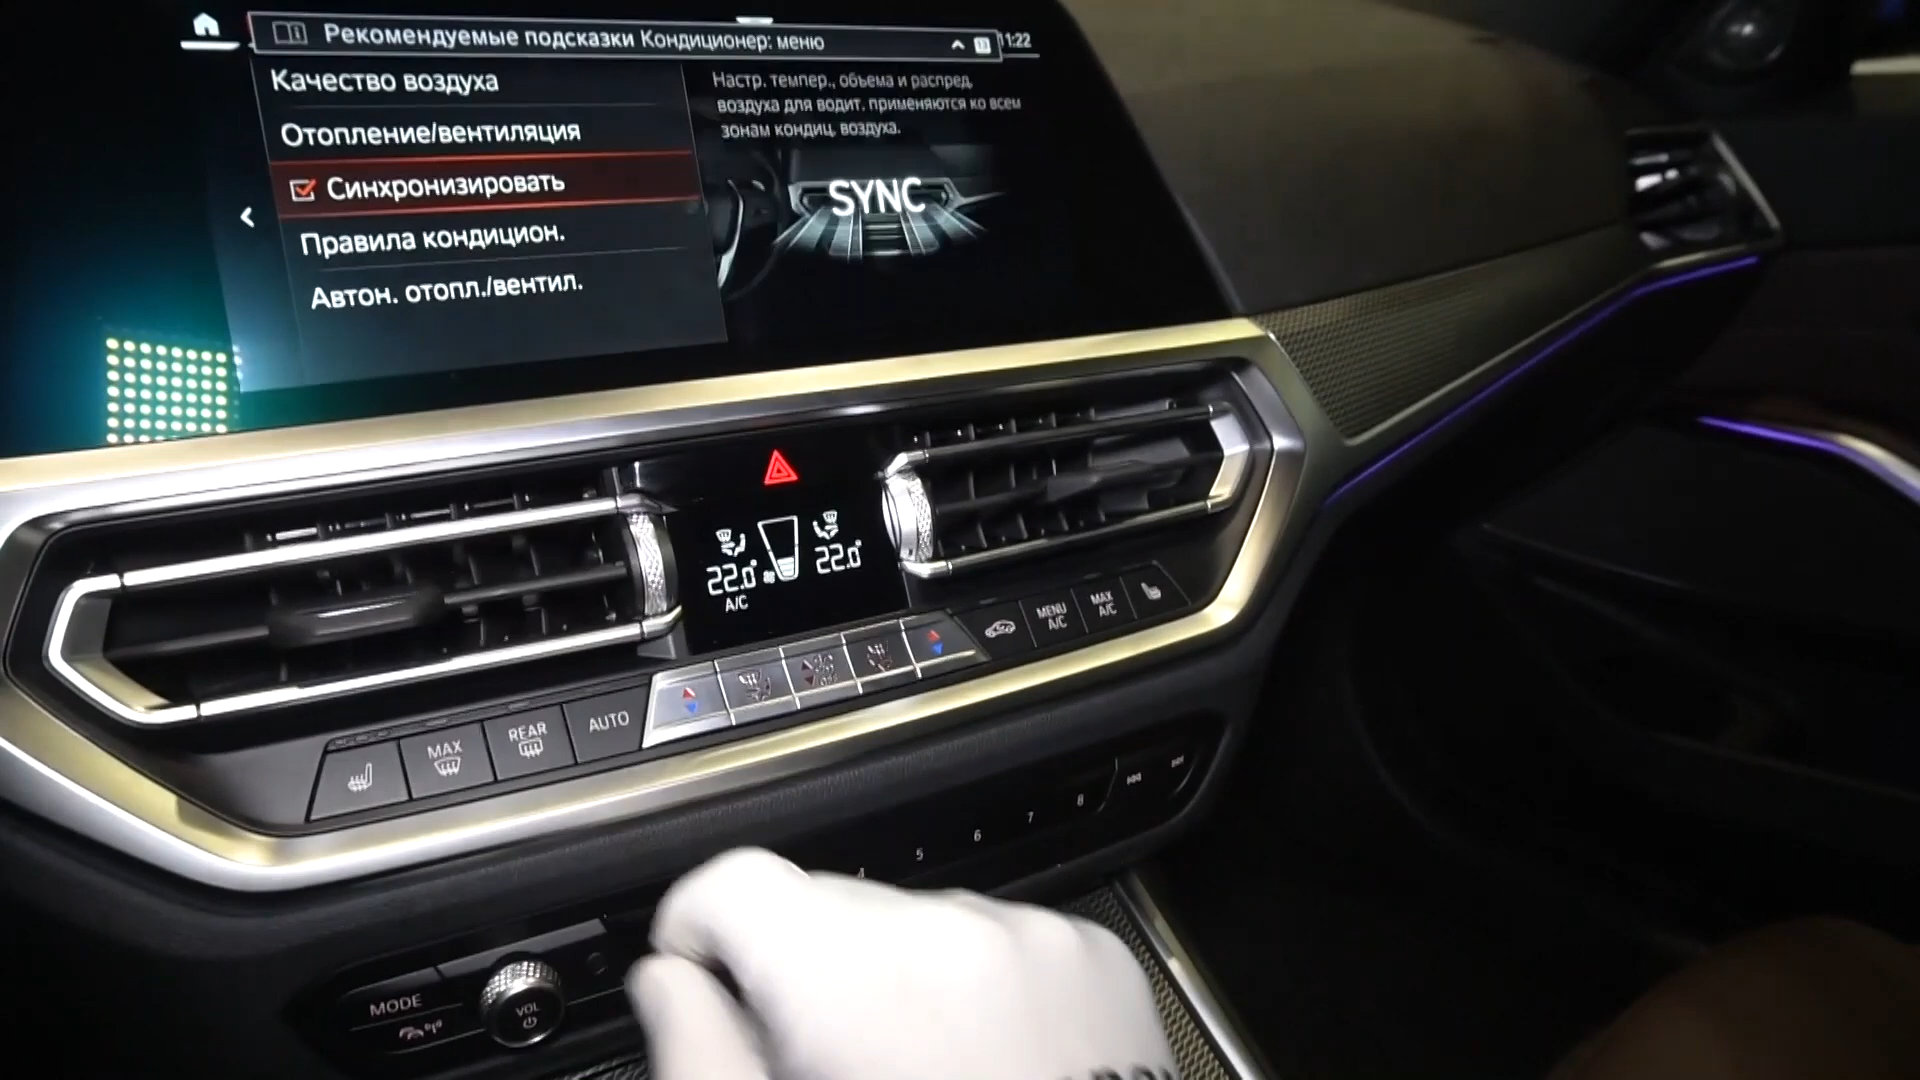 Рекомендуемые подсказки Кондиционер: меню
11:22
Качество воздуха
Отопление/вентиляция
Синхронизировать
Правила кондицион.
Автон. отопл./вентил.
Настр. темпер., объема и распред.
воздуха для водит. применяются ко всем
зонам кондиц. воздуха.
SYNC
22.0°
22.0°
A/C
MAX
REAR
AUTO
OFF
MENU
A/C
MAX
A/C
4
5
6
7
8
MODE
VOL